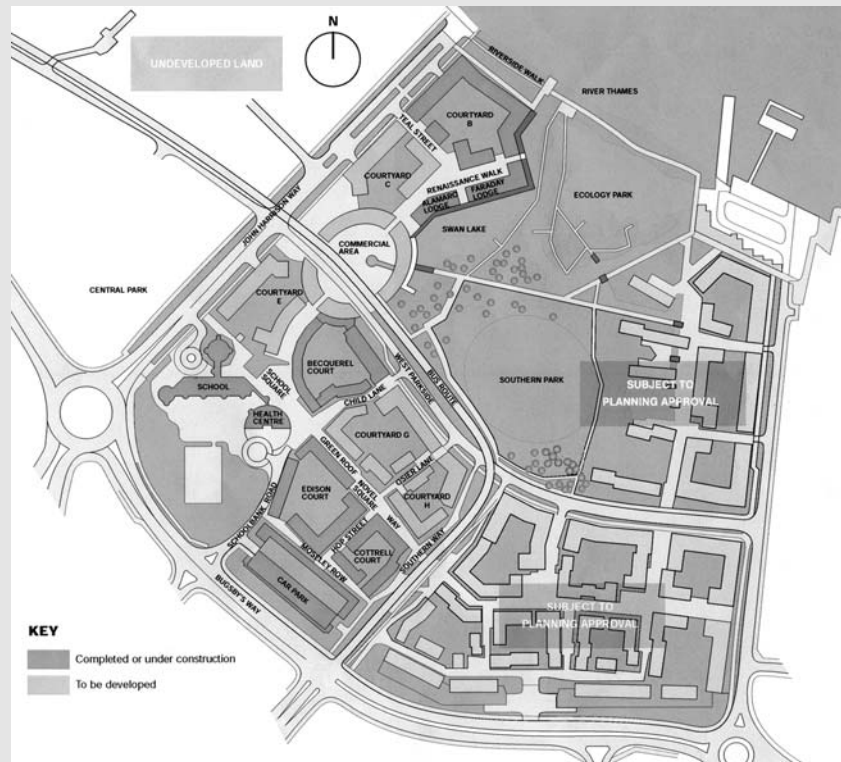 N
UNDEVELOPED LAND
RIVERSIDE WALK
RIVER THAMES
COURTYARD
B
TEAL STREET
COURTYARD
C
RENAISSANCE WALK
ALAMARO
LODGE
FARADAY
LODGE
ECOLOGY PARK
SWAN LAKE
JOHN HARRISON WAY
COMMERCIAL
AREA
CENTRAL PARK
COURTYARD
E
BECQUEREL
COURT
WEST PARKSIDE
BUS ROUTE
SOUTHERN PARK
SUBJECT TO
PLANNING APPROVAL
SCHOOL
SCHOOL
SQUARE
CHILD LANE
HEALTH
CENTRE
COURTYARD G
GREEN ROOF
NOVEL
SQUARE
WAY
OSIER LANE
COURTYARD
H
EDISON
COURT
SCHOOLBANK ROAD
HOP STREET
MOSELEY ROW
COTTRELL
COURT
SOUTHERN WAY
CAR PARK
BUGSBY'S WAY
SUBJECT TO
PLANNING APPROVAL
KEY
Completed or under construction
To be developed